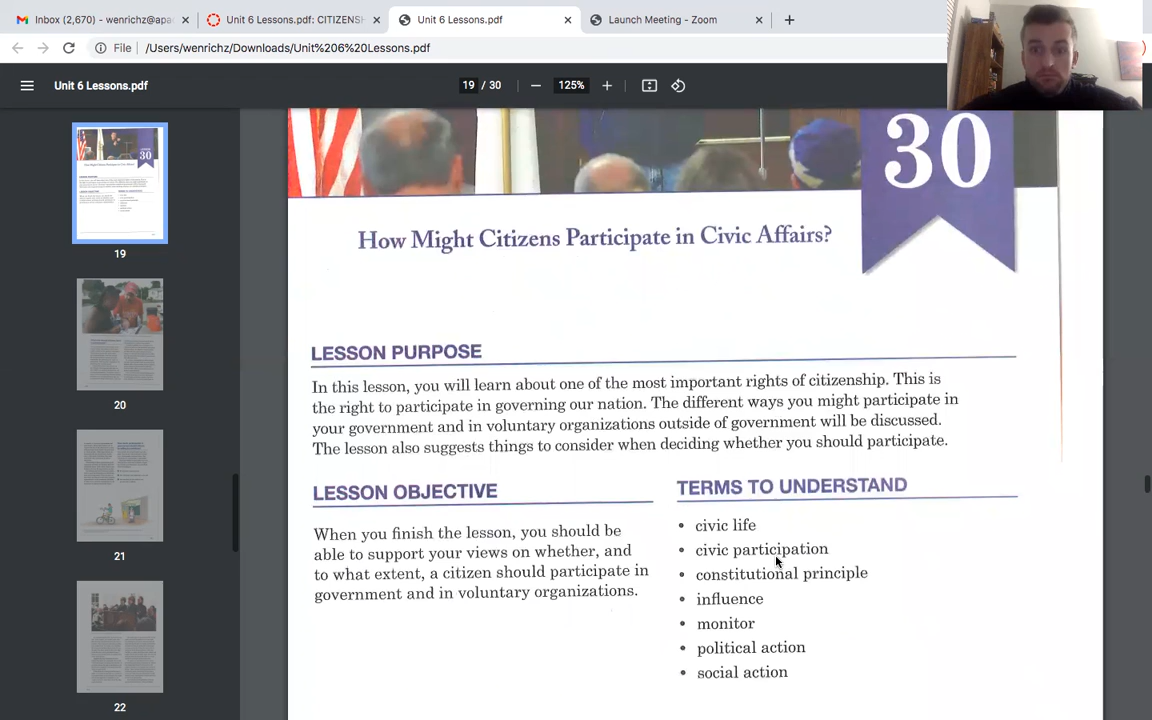 Inbox (2,670) - wenrichz@apa
Unit 6 Lessons.pdf: CITIZENSH
Unit 6 Lessons.pdf
Launch Meeting - Zoom
File
/Users/wenrichz/Downloads/Unit%206%20Lessons.pdf
Unit 6 Lessons.pdf
19 / 30
125%
30
How Might Citizens Participate in Civic Affairs?
LESSON PURPOSE
In this lesson, you will learn about one of the most important rights of citizenship. This is
the right to participate in governing our nation. The different ways you might participate in
your government and in voluntary organizations outside of government will be discussed.
The lesson also suggests things to consider when deciding whether you should participate.
LESSON OBJECTIVE
When you finish the lesson, you should be
able to support your views on whether, and
to what extent, a citizen should participate in
government and in voluntary organizations.
TERMS TO UNDERSTAND
• civic life
• civic participation
• constitutional principle
• influence
• monitor
• political action
• social action
30
19
20
21
22